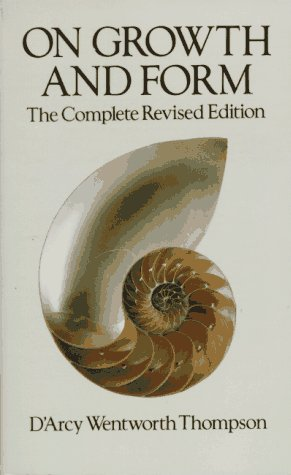 ON GROWTH
AND FORM
The Complete Revised Edition
D'Arcy Wentworth Thompson